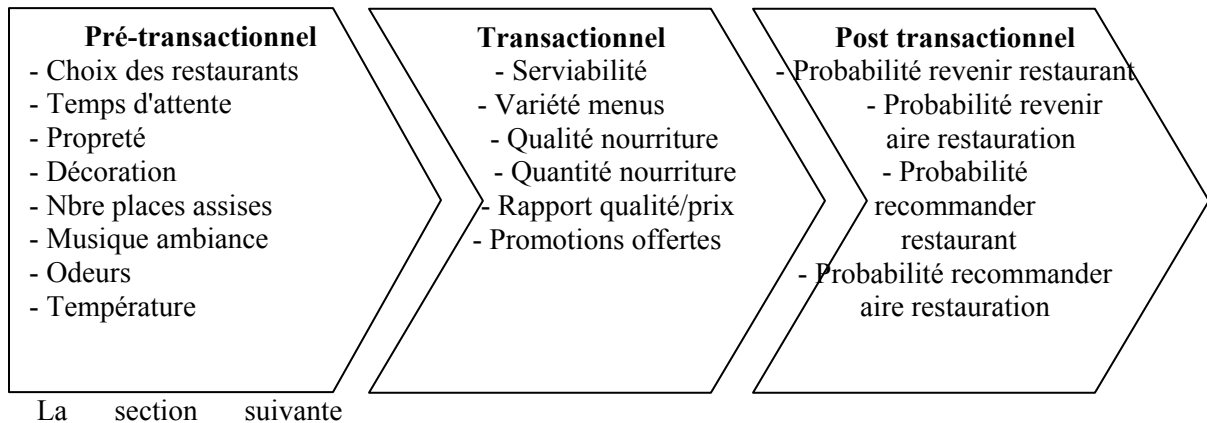 Pré-transactionnel
- Choix des restaurants
- Temps d'attente
- Propreté
- Décoration
- Nbre places assises
- Musique ambiance
- Odeurs
- Température
Transactionnel
- Serviabilité
- Variété menus
- Qualité nourriture
- Quantité nourriture
- Rapport qualité/prix
- Promotions offertes
Post transactionnel
- Probabilité revenir restaurant
- Probabilité revenir
aire restauration
- Probabilité
recommander
restaurant
- Probabilité recommander
aire restauration
La section suivante